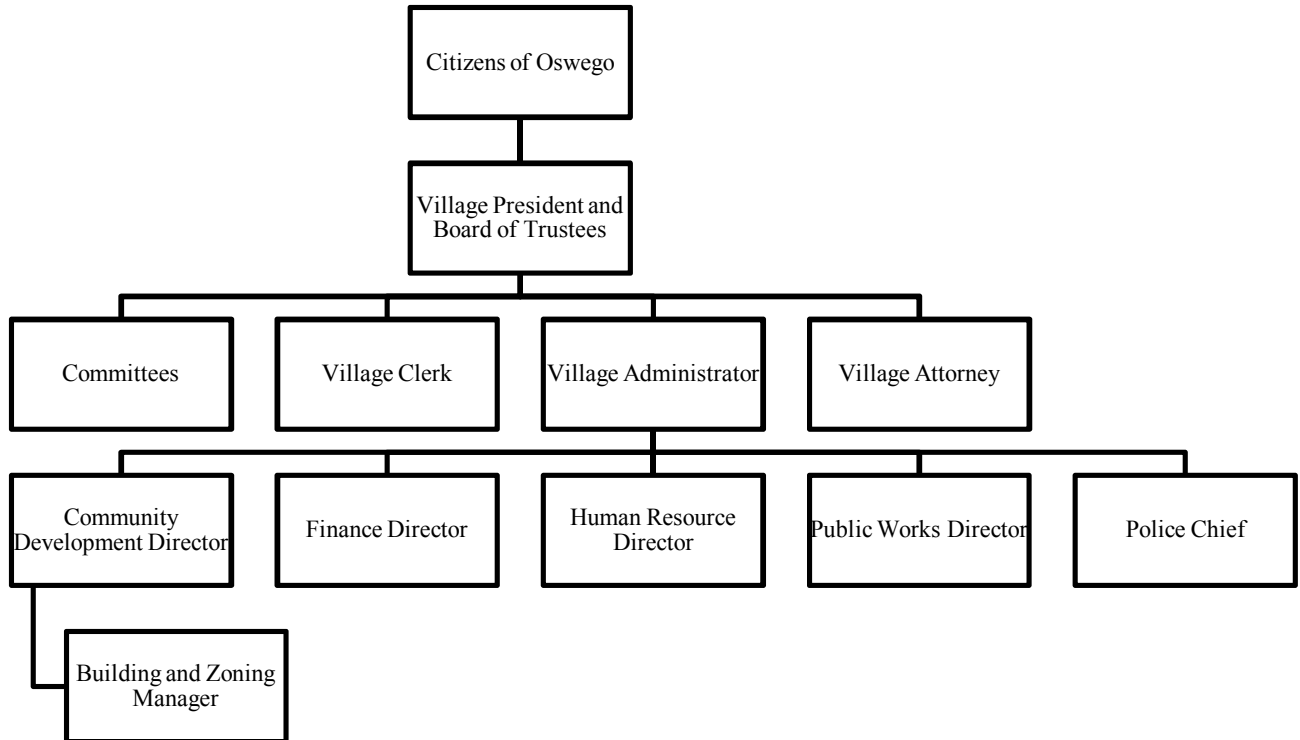 Citizens of Oswego
Village President and
Board of Trustees
Committees
Village Clerk
Village Administrator
Village Attorney
Community
Development Director
Finance Director
Human Resource
Director
Public Works Director
Police Chief
Building and Zoning
Manager